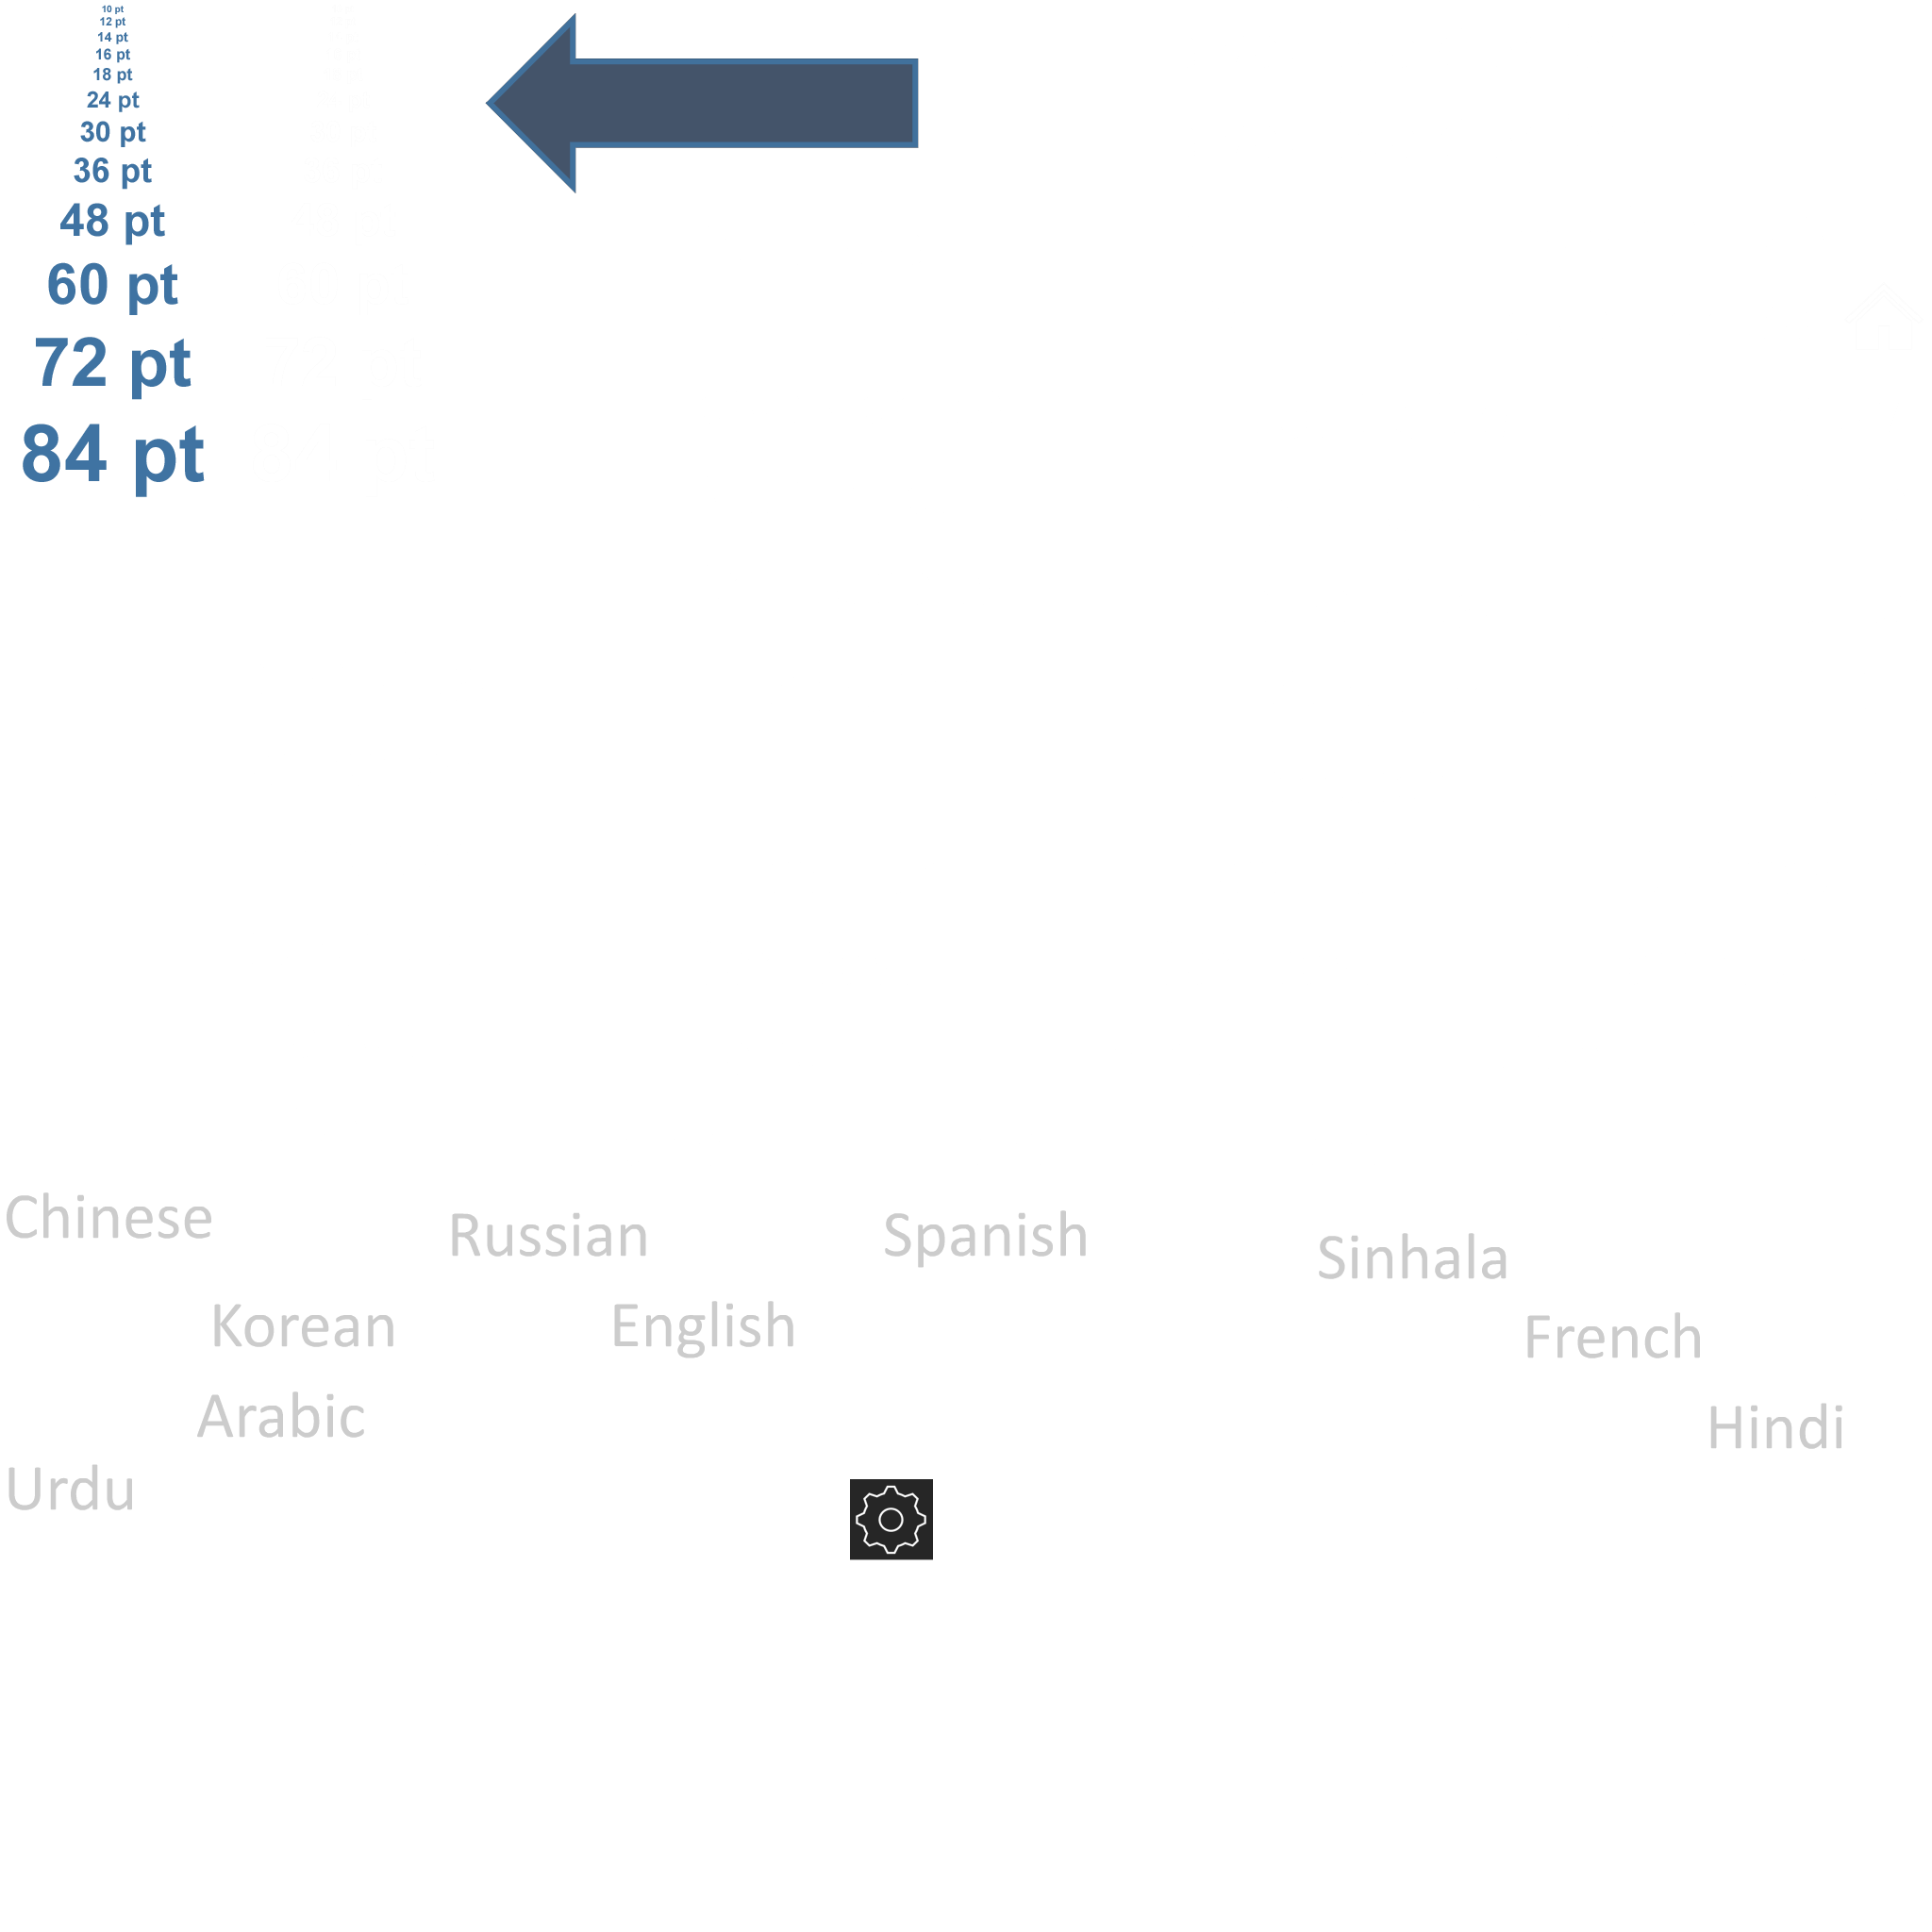 10 pt
12 pt
14 pt
16 pt
18 pt
24 pt
30 pt
36 pt
48 pt
60 pt
72 pt
84 pt
Chinese
Russian
Spanish
Sinhala
Korean
English
French
Arabic
Hindi
Urdu